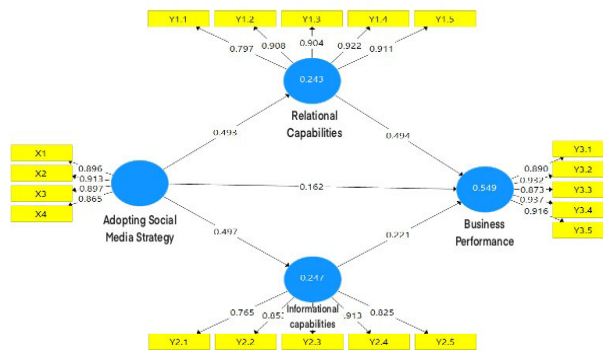 Y1.1 Y1.2 Y1.3 Y1.4 Y1.5
0.797 0.908 0.904 0.922 0.911
0.243
Relational
Capabilities
0.493
0.494
X1
X2
X3
X4
0.896
0.913
0.897
0.865
Adopting Social
Media Strategy
0.162
0.549
Business
Performance
0.890
0.932
0.873
0.937
0.916
Y3.1
Y3.2
Y3.3
Y3.4
Y3.5
0.497
0.221
0.247
Informational
capabilities
0.765 0.825
Y2.1 Y2.2 Y2.3 Y2.4 Y2.5